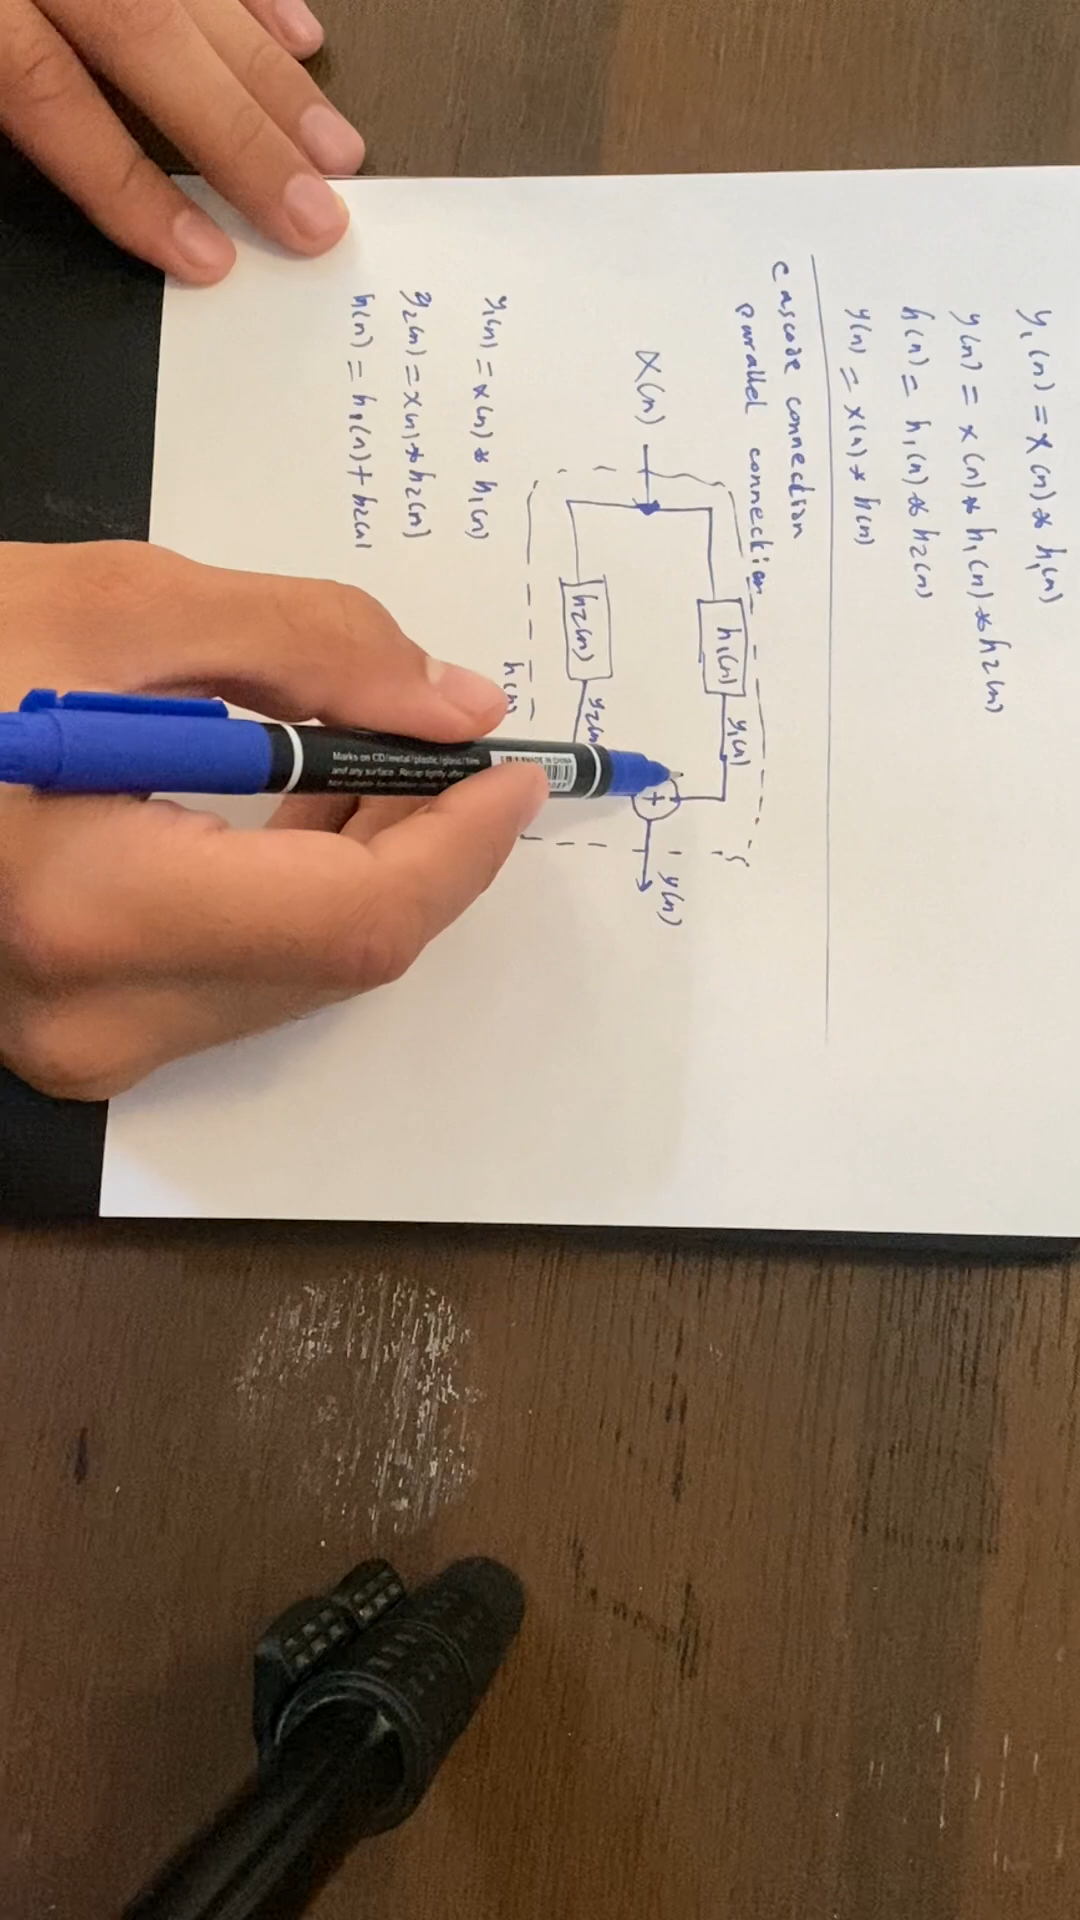 y₁(n) = x(n) * h₁(n)
y(n) = x(n) * h₁(n) * h2(n)
h(n) = h₁(n) * h2(n)
y(n) = x(n) * h(n)
cascade connection
parallel connection
h₁(n)
y₁(n)
X(n)
+
y(n)
h2(n)
y2(n
h(n)
y₁(n) = x(n) * h₁(n)
y₂(n) = x(n) * h2(n)
h(n) = h₁(n) + h2(n)
Marks on CD/metal/plastic/glass/film
and any surface. Recap tightly after
MADE IN CHINA